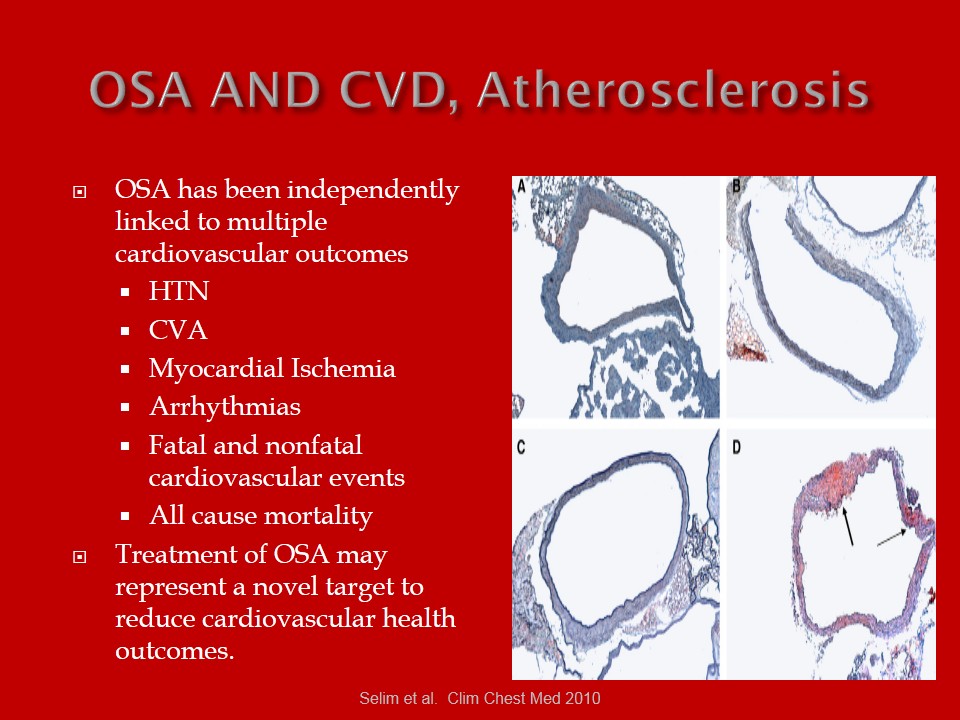 OSA AND CVD, Atherosclerosis
OSA has been independently
linked to multiple
cardiovascular outcomes
HTN
CVA
Myocardial Ischemia
Arrhythmias
Fatal and nonfatal
cardiovascular events
All cause mortality
Treatment of OSA may
represent a novel target to
reduce cardiovascular health
outcomes.
A
B
C
D
Selim et al. Clim Chest Med 2010